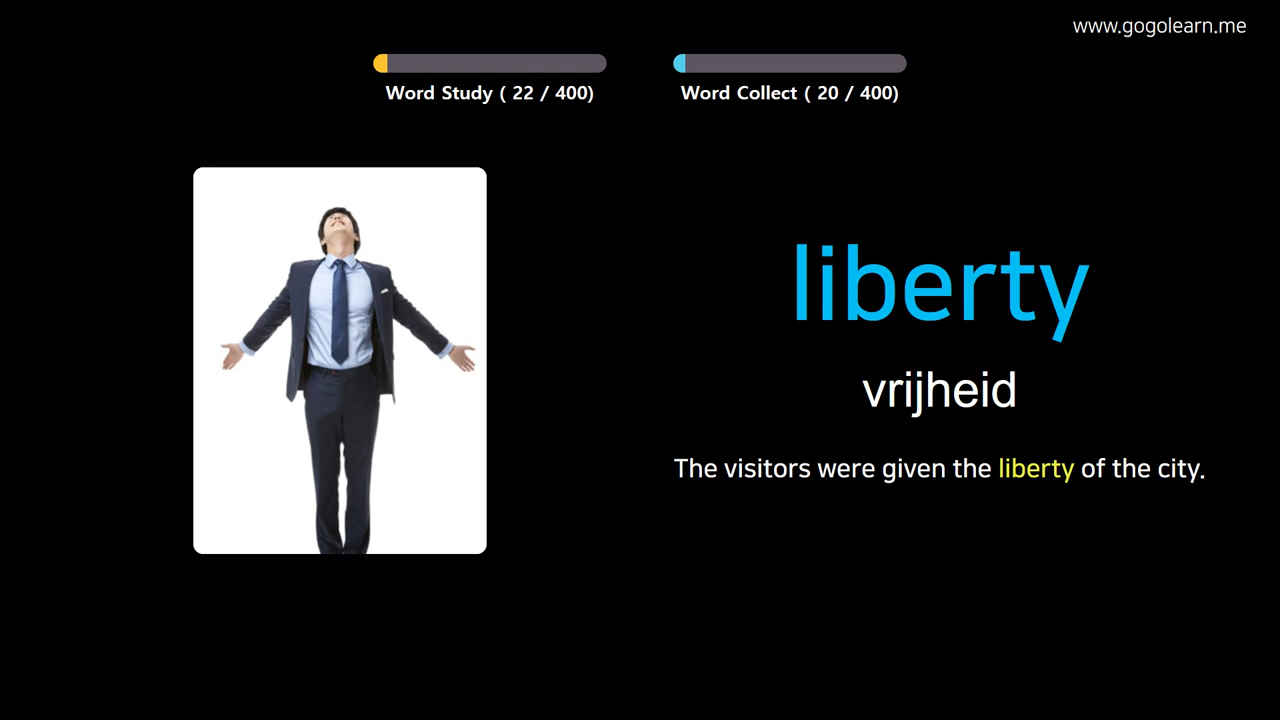 www.gogolearn.me
Word Study ( 22 / 400)
Word Collect ( 20 / 400)
liberty
vrijheid
The visitors were given the liberty of the city.